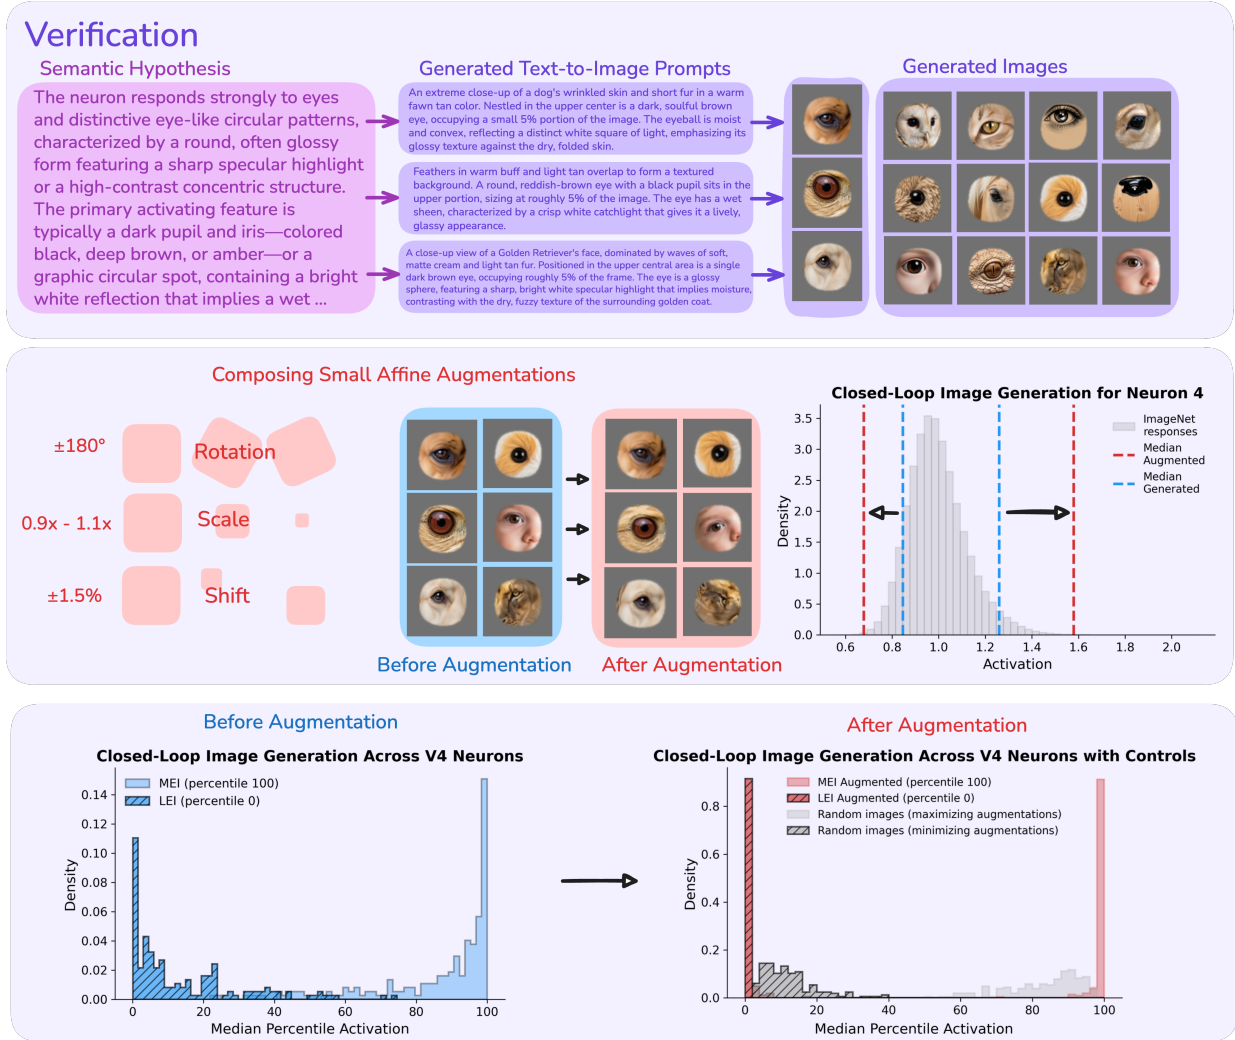 Verification
Semantic Hypothesis
The neuron responds strongly to eyes
and distinctive eye-like circular patterns,
characterized by a round, often glossy
form featuring a sharp specular highlight
or a high-contrast concentric structure.
The primary activating feature is
typically a dark pupil and iris—colored
black, deep brown, or amber—or a
graphic circular spot, containing a bright
white reflection that implies a wet ...
Generated Text-to-Image Prompts
An extreme close-up of a dog's wrinkled skin and short fur in a warm
fawn tan color. Nestled in the upper center is a dark, soulful brown
eye, occupying a small 5% portion of the image. The eyeball is moist
and convex, reflecting a distinct white square of light, emphasizing its
glossy texture against the dry, folded skin.
Feathers in warm buff and light tan overlap to form a textured
background. A round, reddish-brown eye with a black pupil sits in the
upper portion, sizing at roughly 5% of the image. The eye has a wet
sheen, characterized by a crisp white catchlight that gives it a lively,
glassy appearance.
A close-up view of a Golden Retriever's face, dominated by waves of soft,
matte cream and light tan fur. Positioned in the upper central area is a single
dark brown eye, occupying roughly 5% of the frame. The eye is a glossy
sphere, featuring a sharp, bright white specular highlight that implies moisture,
contrasting with the dry, fuzzy texture of the surrounding golden coat.
Generated Images
Composing Small Affine Augmentations
±180°
Rotation
0.9x - 1.1x
Scale
±1.5%
Shift
Before Augmentation
After Augmentation
Closed-Loop Image Generation for Neuron 4
3.5
3.0
2.5
2.0
1.5
1.0
0.5
0.0
Density
0.6 0.8 1.0 1.2 1.4 1.6 1.8 2.0
Activation
ImageNet
responses
Median
Augmented
Median
Generated
Before Augmentation
Closed-Loop Image Generation Across V4 Neurons
MEI (percentile 100)
LEI (percentile 0)
0.14
0.12
0.10
0.08
0.06
0.04
0.02
0.00
Density
0 20 40 60 80 100
Median Percentile Activation
After Augmentation
Closed-Loop Image Generation Across V4 Neurons with Controls
MEI Augmented (percentile 100)
LEI Augmented (percentile 0)
Random images (maximizing augmentations)
Random images (minimizing augmentations)
0.8
0.6
0.4
0.2
0.0
Density
0 20 40 60 80 100
Median Percentile Activation